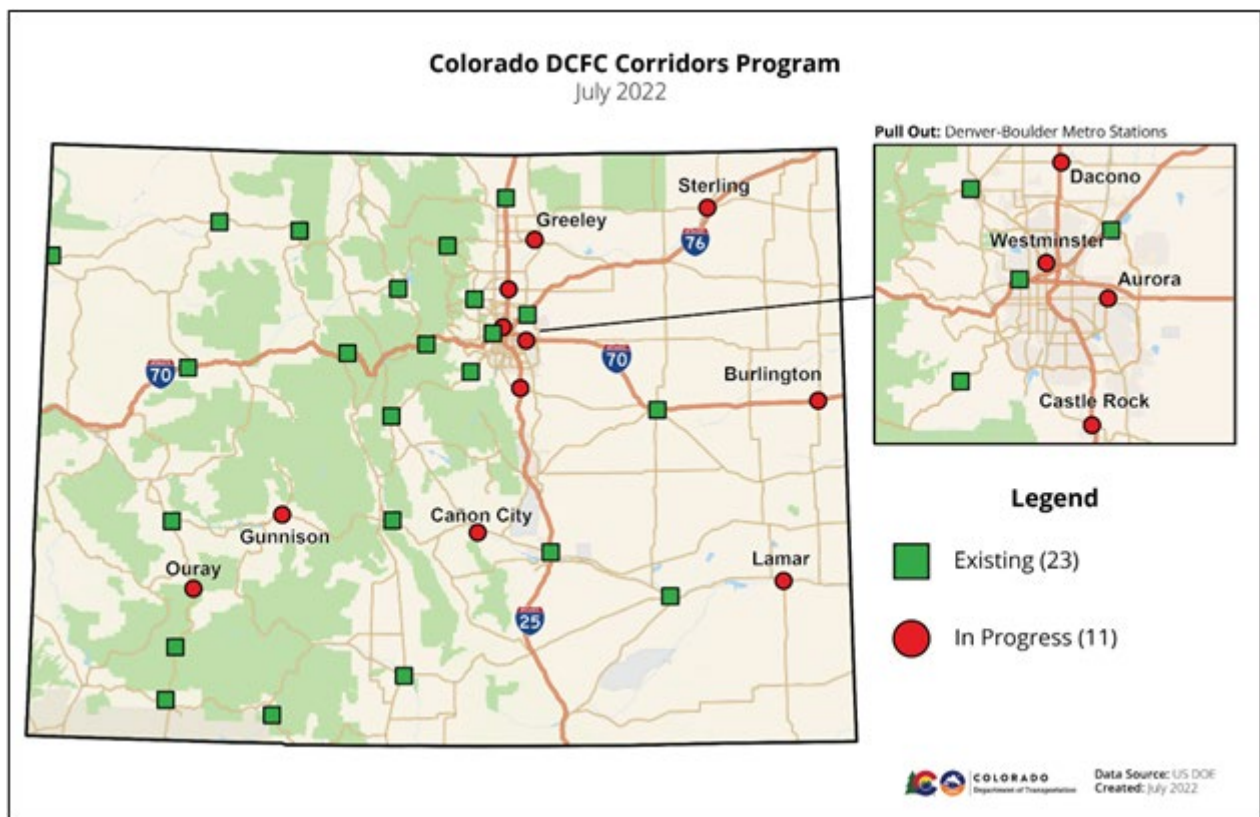 Colorado DCFC Corridors Program
July 2022
Pull Out: Denver-Boulder Metro Stations
Dacono
Westminster
Aurora
Castle Rock
Sterling
Greeley
76
70
70
Burlington
Gunnison
Cañon City
Ouray
Lamar
25
Legend
Existing (23)
In Progress (11)
COLORADO
Department of Transportation
Data Source: US DOE
Created: July 2022